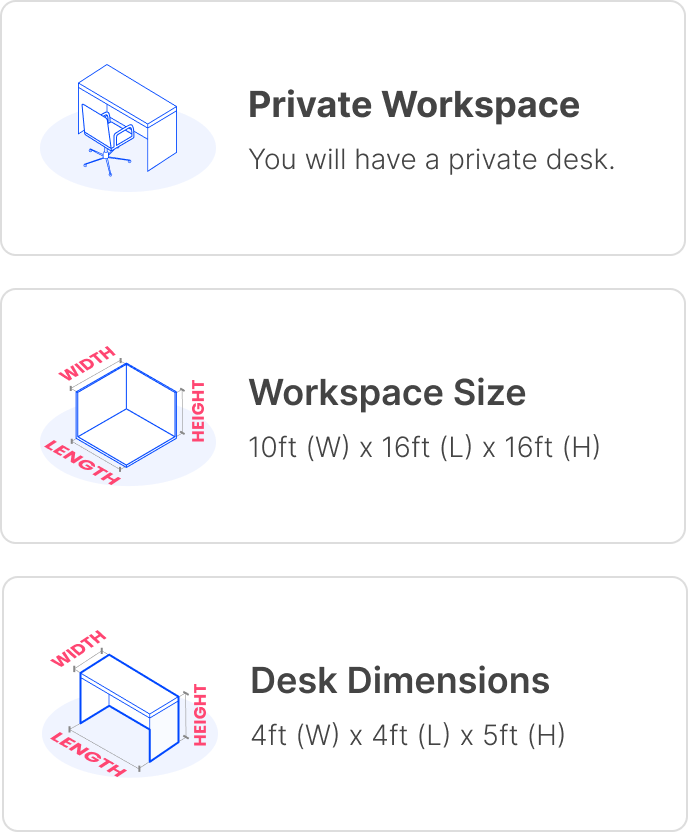 Private Workspace
You will have a private desk.
WIDTH
HEIGHT
LENGTH
Workspace Size
10ft (W) x 16ft (L) x 16ft (H)
WIDTH
HEIGHT
LENGTH
Desk Dimensions
4ft (W) x 4ft (L) x 5ft (H)